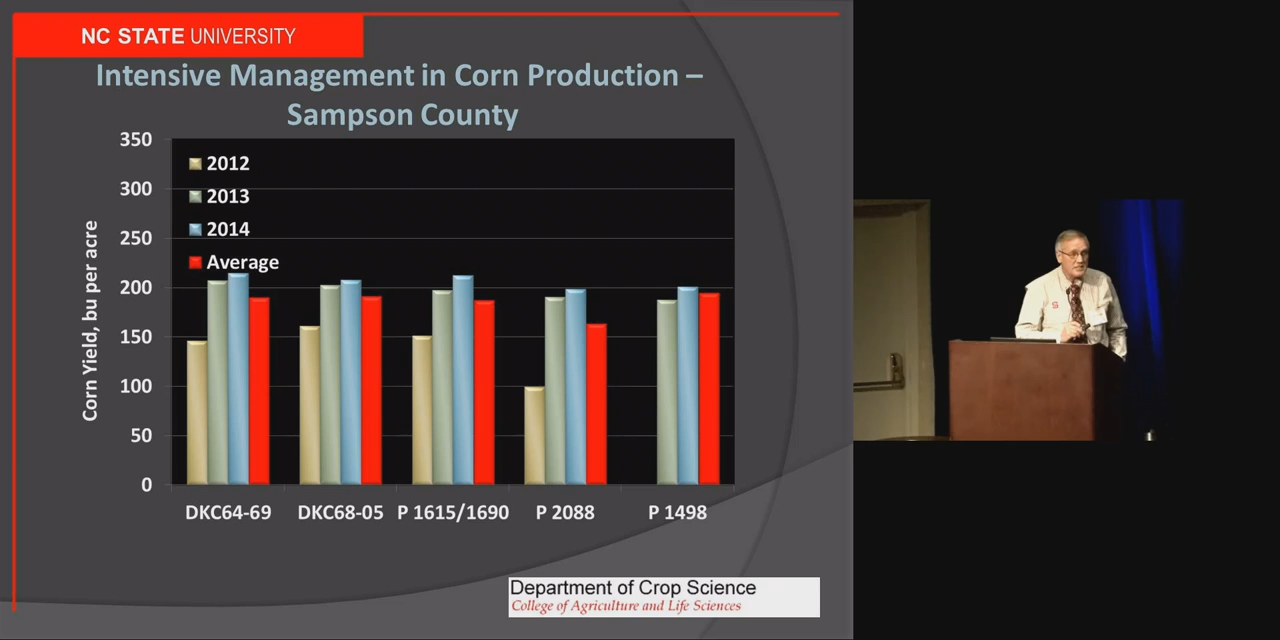 NC STATE UNIVERSITY
Intensive Management in Corn Production –
Sampson County
350
300
250
200
150
100
50
0
Corn Yield, bu per acre
2012
2013
2014
Average
DKC64-69
DKC68-05
P 1615/1690
P 2088
P 1498
Department of Crop Science
College of Agriculture and Life Sciences
S